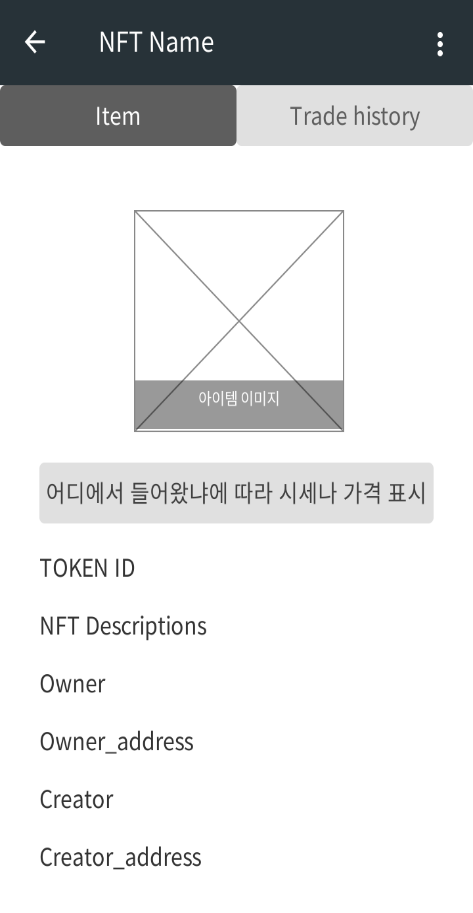 NFT Name
Item
Trade history
아이템 이미지
어디에서 들어왔냐에 따라 시세나 가격 표시
TOKEN ID
NFT Descriptions
Owner
Owner_address
Creator
Creator_address